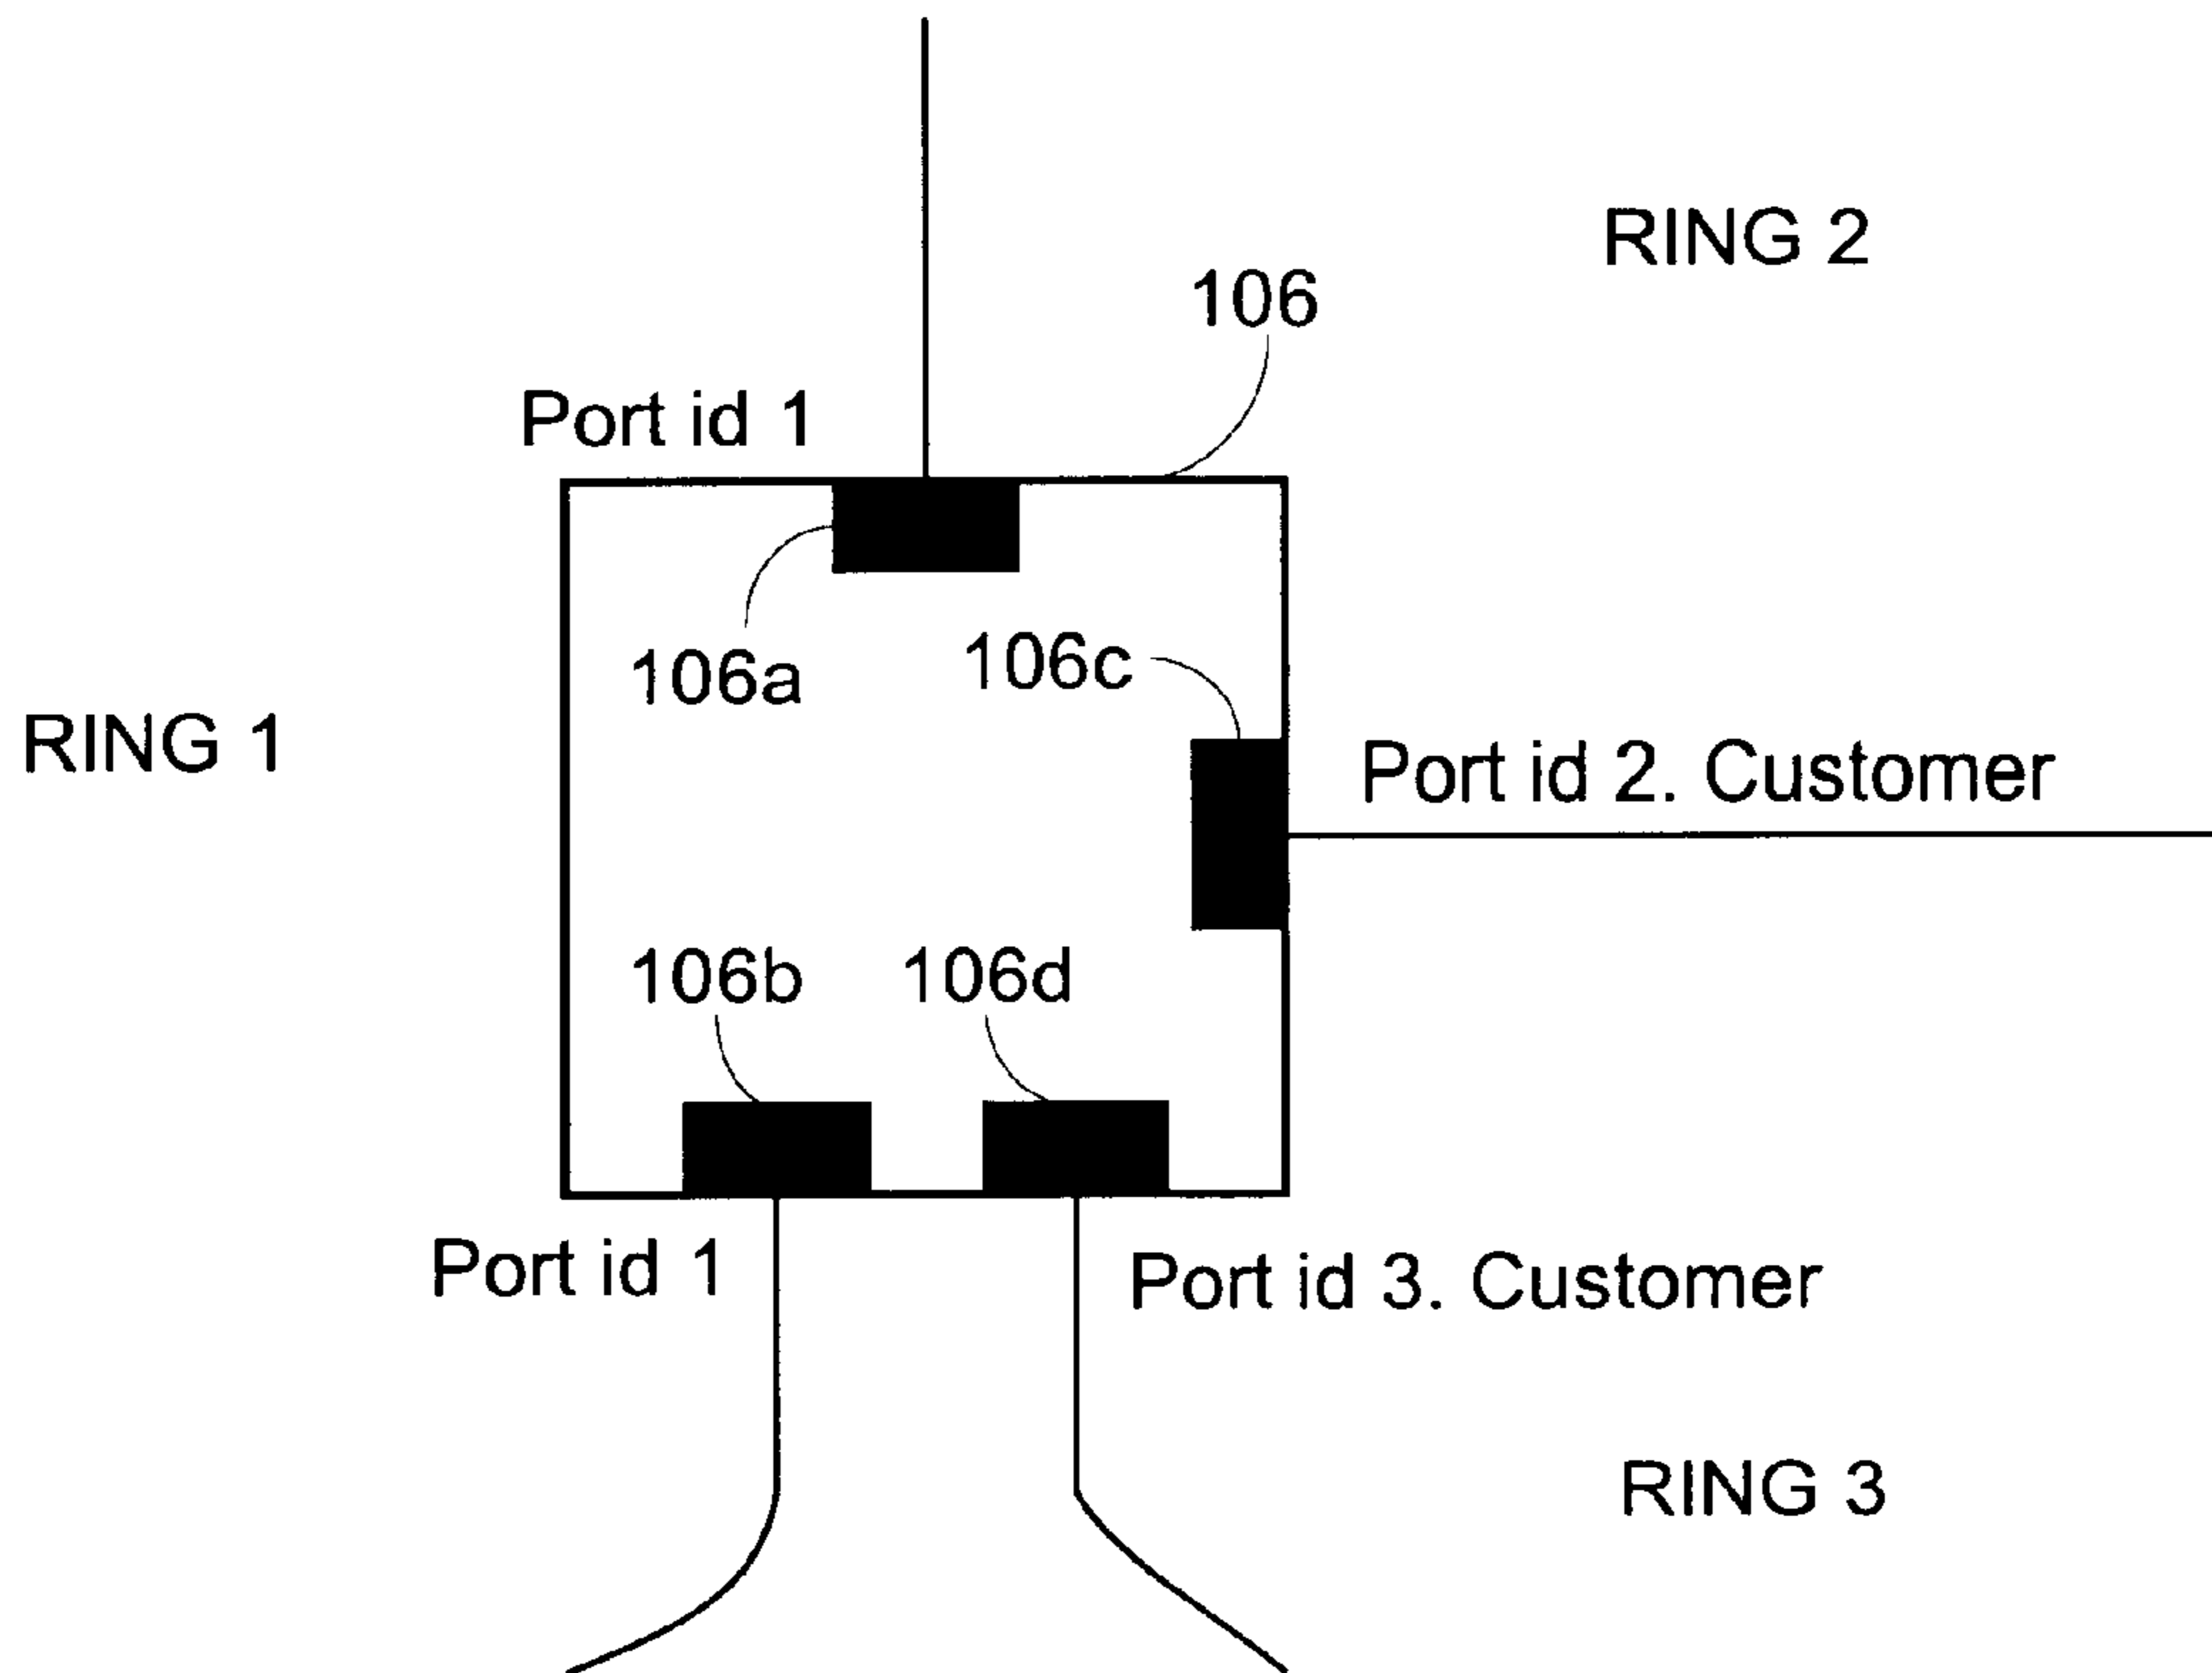 RING 2
106
Port id 1
106a
106c
RING 1
Port id 2. Customer
106b
106d
Port id 1
Port id 3. Customer
RING 3